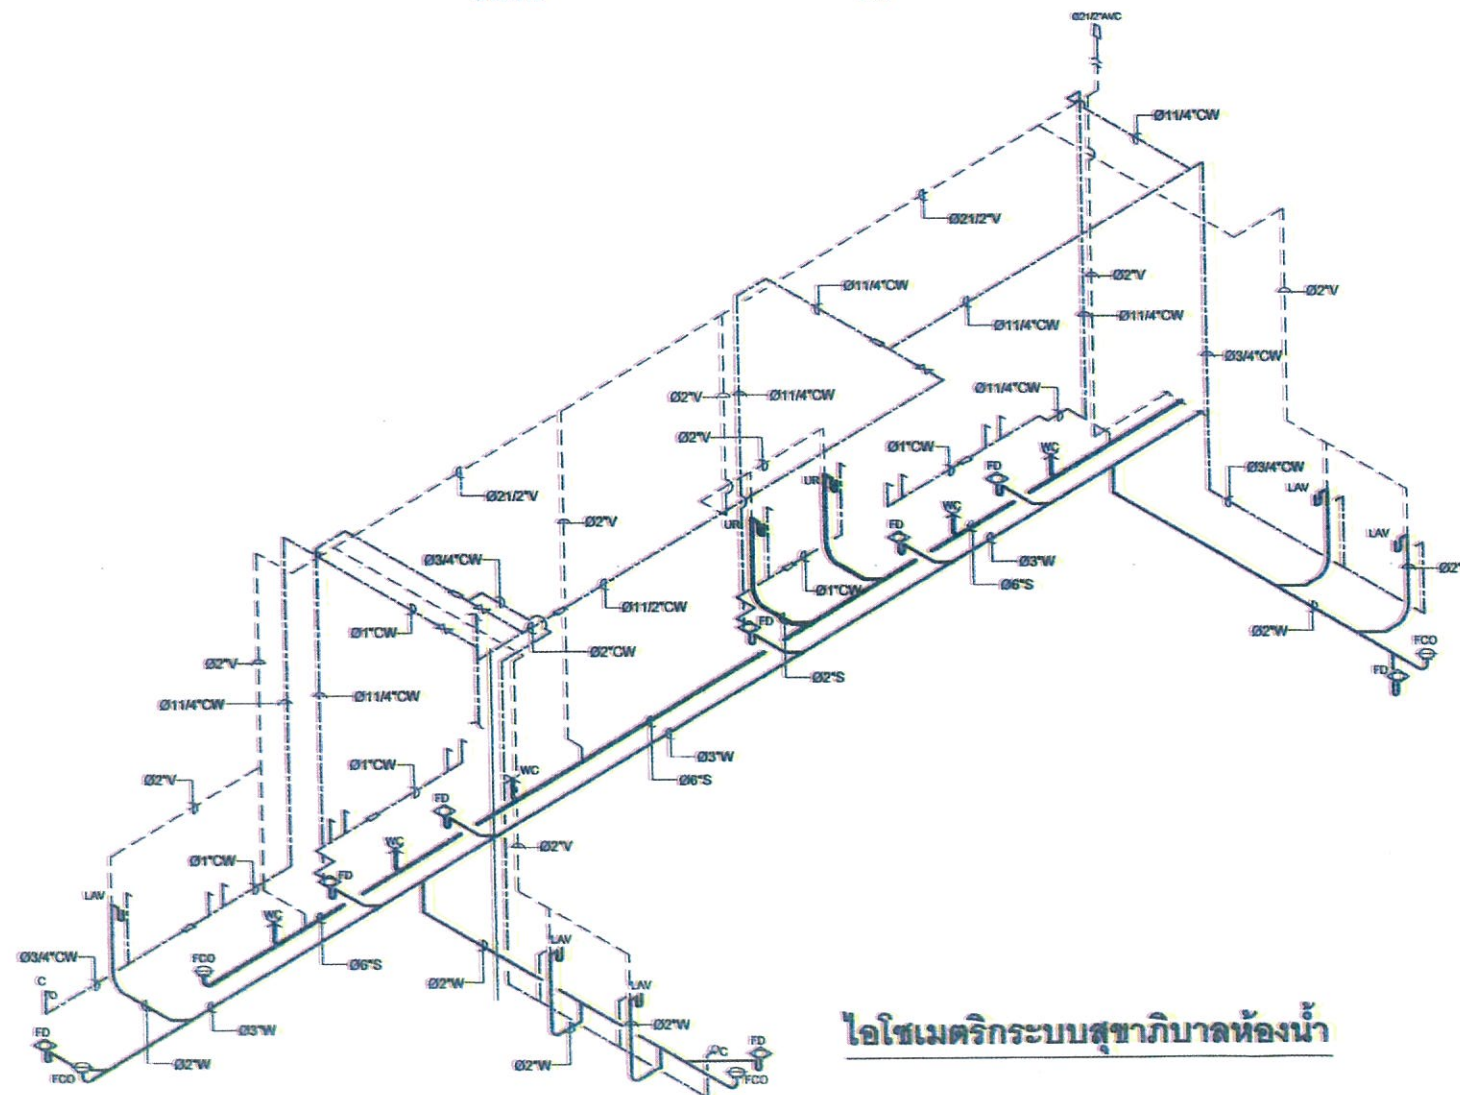 Ø21/2"AVC
Ø11/4"CW
Ø21/2"V
Ø2"V
Ø2"V
Ø11/4"CW
Ø11/4"CW
Ø11/4"CW
Ø3/4"CW
Ø2"V
Ø11/4"CW
Ø11/4"CW
Ø2"V
Ø1"CW
WC
FD
Ø3/4"CW
UR
LAV
Ø21/2"V
Ø2"V
WC
UR
FD
LAV
Ø3"W
Ø3/4"CW
Ø1"CW
Ø6"S
Ø11/2"CW
Ø2"
Ø1"CW
FD
Ø2"W
Ø2"CW
FCO
Ø2"V
Ø2"S
FD
Ø11/4"CW
Ø11/4"CW
Ø3"W
Ø1"CW
WC
Ø6"S
Ø2"V
FD
WC
Ø2"V
Ø1"CW
FD
LAV
WC
LAV
Ø3/4"CW
FCO
Ø6"S
C
Ø2"W
LAV
Ø3"W
Ø2"W
ไอโซเมตริกระบบสุขาภิบาลห้องน้ำ
FD
C
FD
Ø2"W
Ø2"W
FCO
FCO